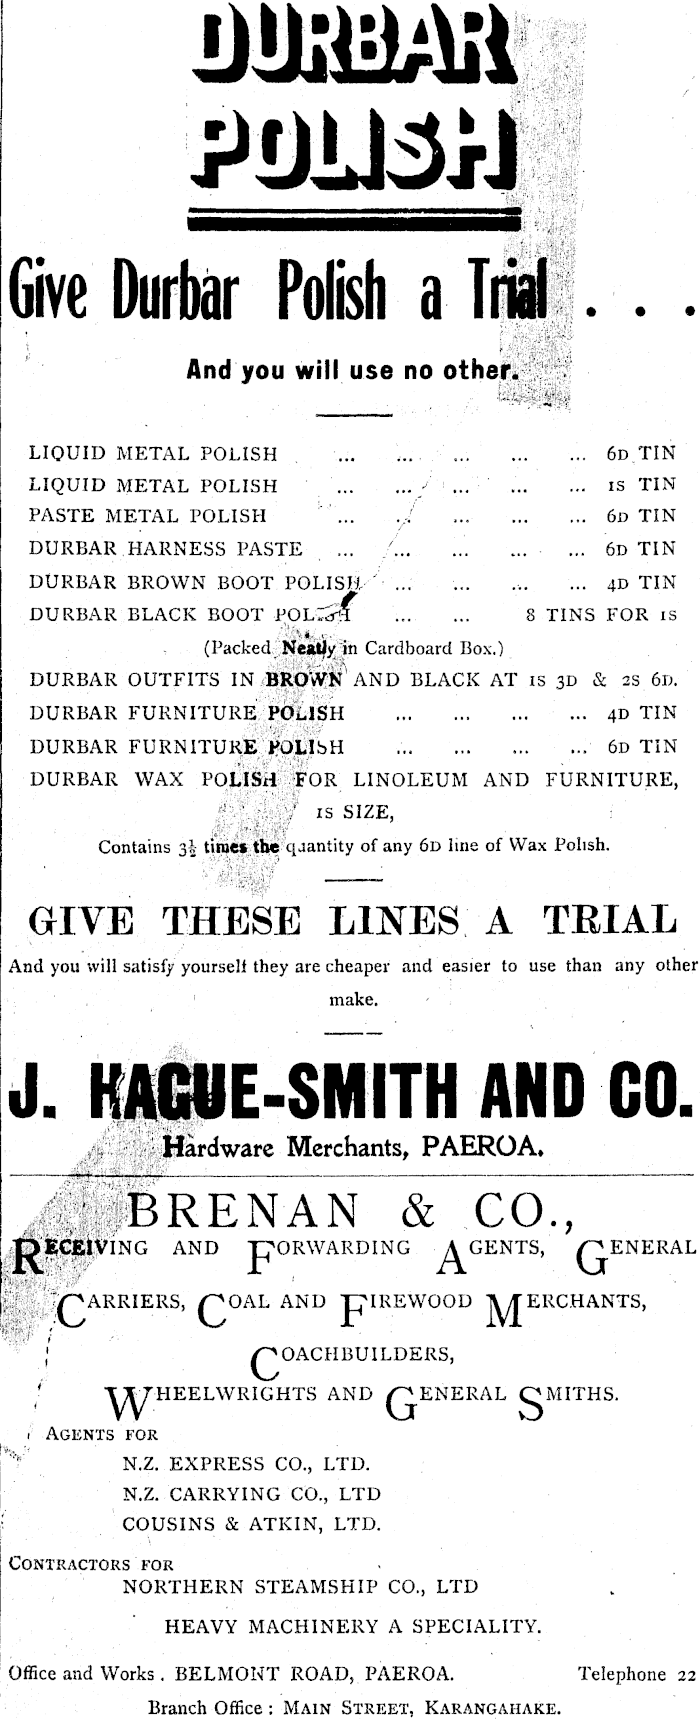 DURBAR
POLISH
Give Durbar Polish a Trial . . .
And you will use no other.
LIQUID METAL POLISH ... ... ... ... ... 6D TIN
LIQUID METAL POLISH ... ... ... ... ... 1S TIN
PASTE METAL POLISH ... ... ... ... ... 6D TIN
DURBAR HARNESS PASTE ... ... ... ... ... 6D TIN
DURBAR BROWN BOOT POLISH ... ... ... ... 4D TIN
DURBAR BLACK BOOT POLISH ... ... 8 TINS FOR 1S
(Packed Neatly in Cardboard Box.)
DURBAR OUTFITS IN BROWN AND BLACK AT 1S 3D & 2S 6D.
DURBAR FURNITURE POLISH ... ... ... ... 4D TIN
DURBAR FURNITURE POLISH ... ... ... ... 6D TIN
DURBAR WAX POLISH FOR LINOLEUM AND FURNITURE,
1S SIZE,
Contains 3½ times the quantity of any 6D line of Wax Polish.
GIVE THESE LINES A TRIAL
And you will satisfy yourself they are cheaper and easier to use than any other
make.
J. HAGUE-SMITH AND CO.
Hardware Merchants, PAEROA.
BRENAN & CO.,
RECEIVING AND FORWARDING AGENTS, GENERAL
CARRIERS, COAL AND FIREWOOD MERCHANTS,
COACHBUILDERS,
WHEELWRIGHTS AND GENERAL SMITHS.
AGENTS FOR
N.Z. EXPRESS CO., LTD.
N.Z. CARRYING CO., LTD
COUSINS & ATKIN, LTD.
CONTRACTORS FOR
NORTHERN STEAMSHIP CO., LTD
HEAVY MACHINERY A SPECIALITY.
Office and Works . BELMONT ROAD, PAEROA. Telephone 22
Branch Office : MAIN STREET, KARANGAHAKE.